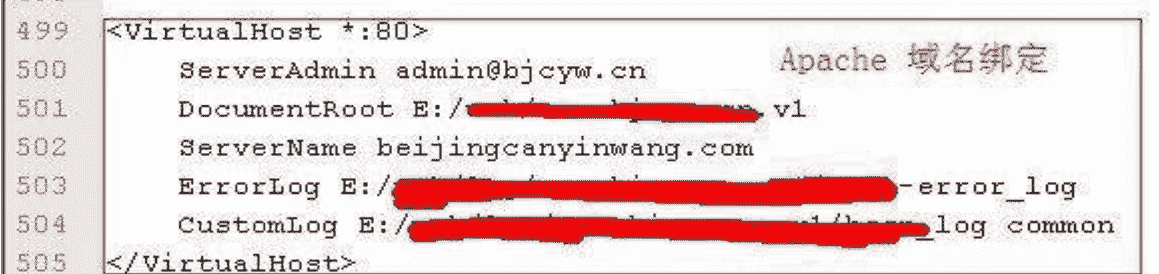 499 <VirtualHost *:80>
Apache 域名绑定
500 ServerAdmin admin@bjcyw.cn
501 DocumentRoot E:/ v1
502 ServerName beijingcanyinwang.com
503 ErrorLog E:/ -error_log
504 CustomLog E:/ _log common
505 </VirtualHost>